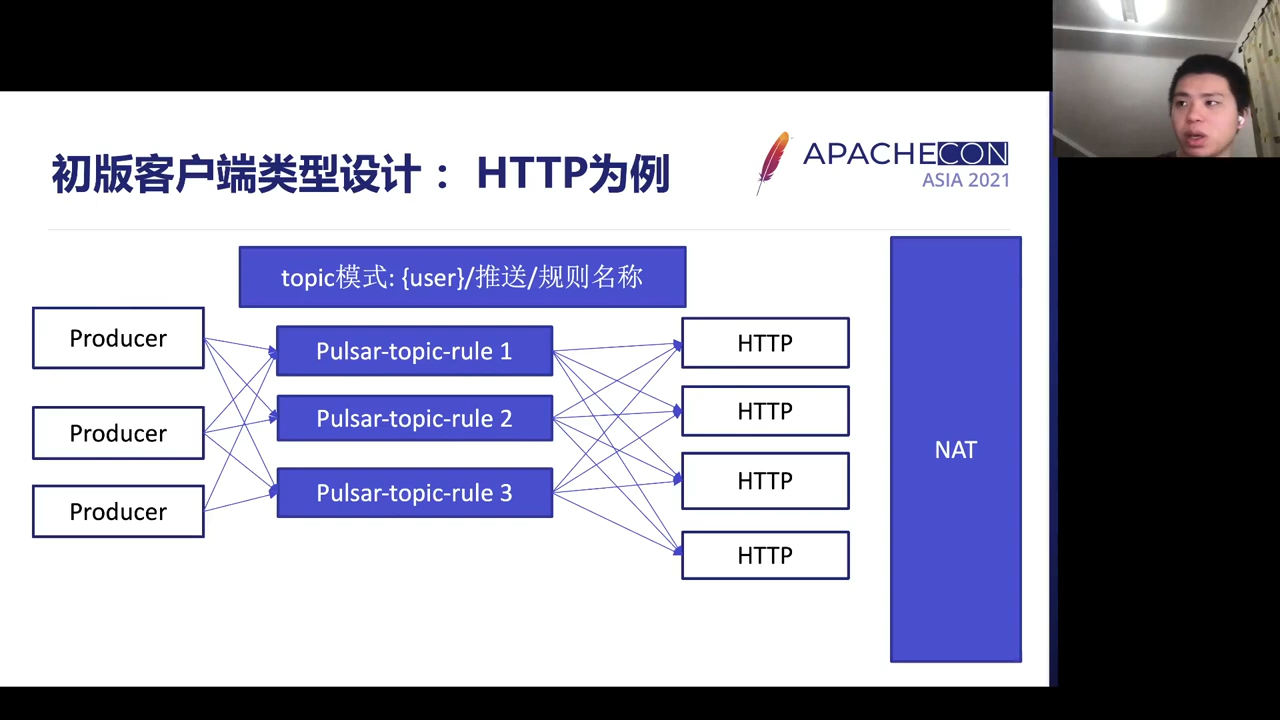 初版客户端类型设计： HTTP为例
APACHECON
ASIA 2021
topic模式: {user}/推送/规则名称
Producer
Producer
Producer
Pulsar-topic-rule 1
Pulsar-topic-rule 2
Pulsar-topic-rule 3
HTTP
HTTP
HTTP
HTTP
NAT